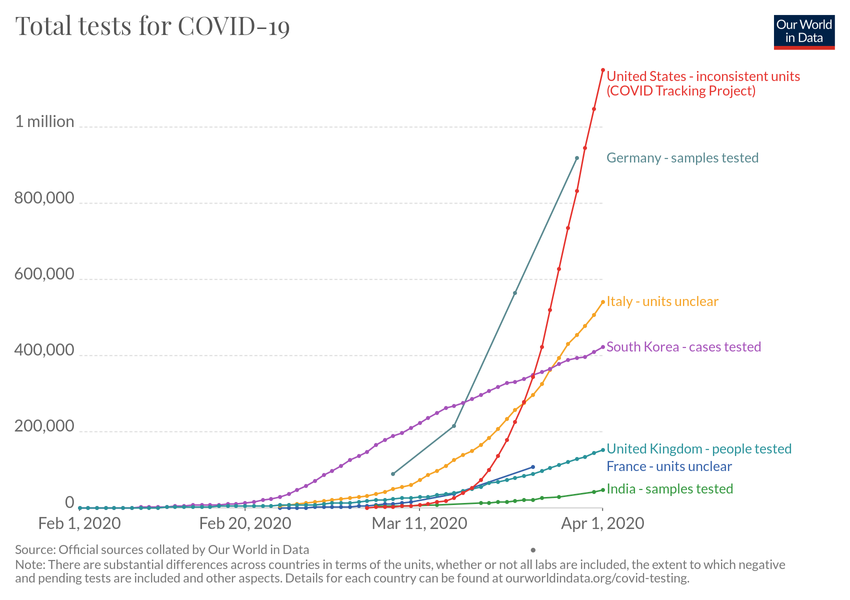 Total tests for COVID-19
Our World
in Data
United States - inconsistent units
(COVID Tracking Project)
1 million
Germany - samples tested
800,000
600,000
Italy - units unclear
400,000
South Korea - cases tested
200,000
United Kingdom - people tested
France - units unclear
India - samples tested
0
Feb 1, 2020
Feb 20, 2020
Mar 11, 2020
Apr 1, 2020
Source: Official sources collated by Our World in Data
Note: There are substantial differences across countries in terms of the units, whether or not all labs are included, the extent to which negative
and pending tests are included and other aspects. Details for each country can be found at ourworldindata.org/covid-testing.